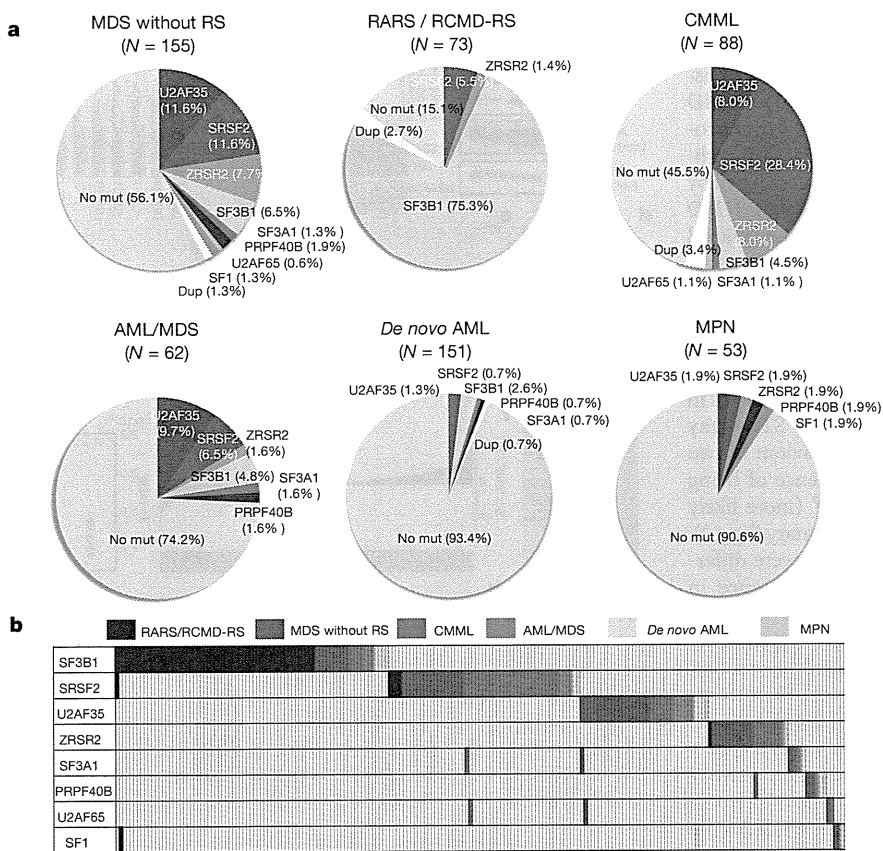 a
MDS without RS
(N = 155)
U2AF35
(11.6%)
SRSF2
(11.6%)
ZRSR2 (7.7%
No mut (56.1%)
SF3B1 (6.5%)
SF3A1 (1.3% )
PRPF40B (1.9%)
U2AF65 (0.6%)
SF1 (1.3%)
Dup (1.3%)
RARS / RCMD-RS
(N = 73)
SRSF2 (5.5%
ZRSR2 (1.4%)
No mut (15.1%)
Dup (2.7%)
SF3B1 (75.3%)
CMML
(N = 88)
U2AF35
(8.0%)
SRSF2 (28.4%)
No mut (45.5%)
ZRSR2
(8.0%)
Dup (3.4%)
SF3B1 (4.5%)
U2AF65 (1.1%)
SF3A1 (1.1% )
AML/MDS
(N = 62)
U2AF35
(9.7%)
SRSF2
(6.5%)
ZRSR2
(1.6%)
SF3B1 (4.8%)
SF3A1
(1.6% )
PRPF40B
(1.6% )
No mut (74.2%)
De novo AML
(N = 151)
SRSF2 (0.7%)
U2AF35 (1.3%)
SF3B1 (2.6%)
PRPF40B (0.7%)
SF3A1 (0.7%)
Dup (0.7%)
No mut (93.4%)
MPN
(N = 53)
U2AF35 (1.9%)
SRSF2 (1.9%)
ZRSR2 (1.9%)
PRPF40B (1.9%)
SF1 (1.9%)
No mut (90.6%)
b
RARS/RCMD-RS
MDS without RS
CMML
AML/MDS
De novo AML
MPN
SF3B1
SRSF2
U2AF35
ZRSR2
SF3A1
PRPF40B
U2AF65
SF1